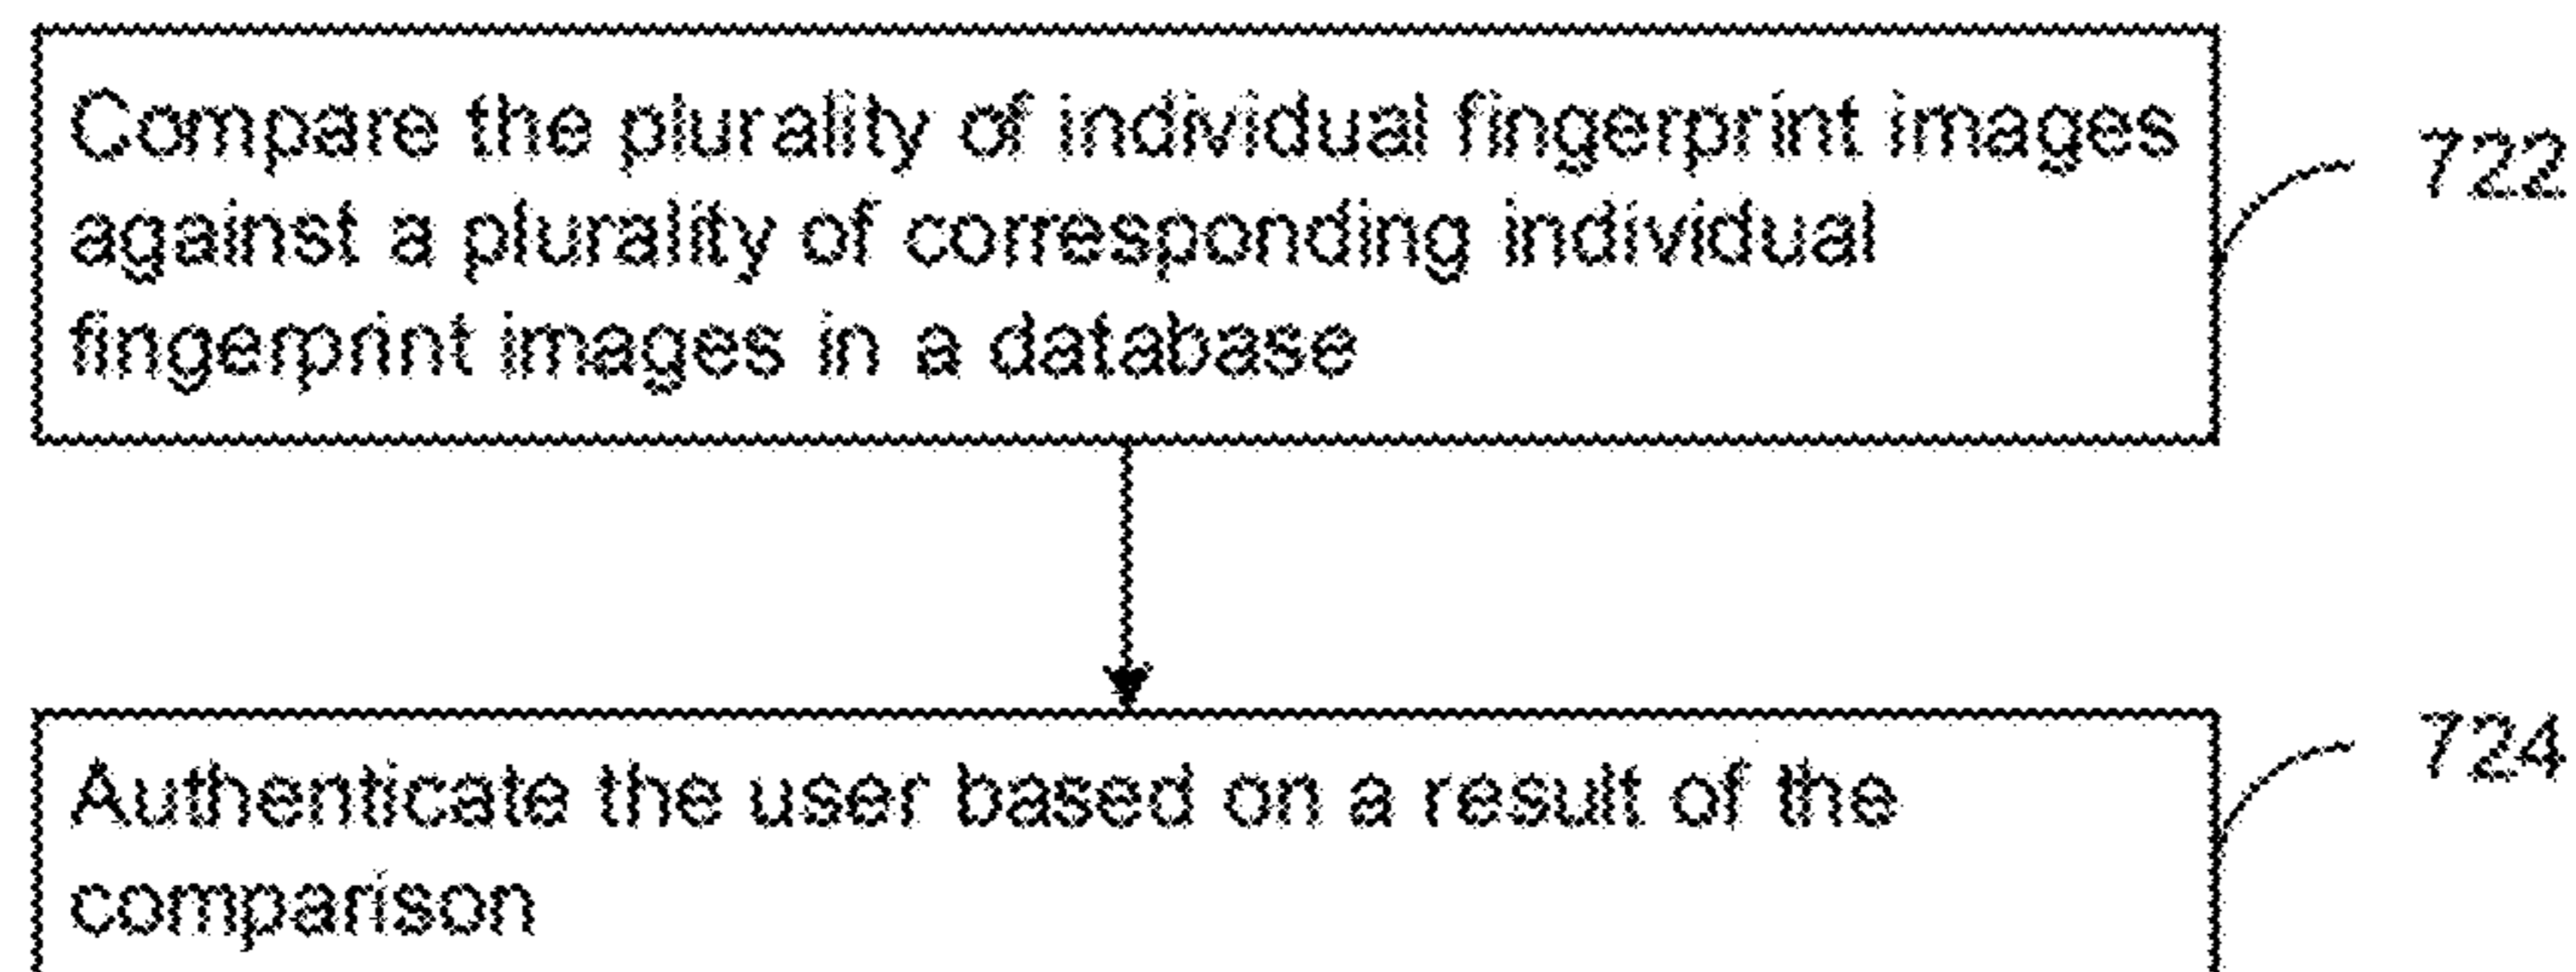 Compare the plurality of individual fingerprint images
722
against a plurality of corresponding individual
fingerprint images in a database
724
Authenticate the user based on a result of the
comparison